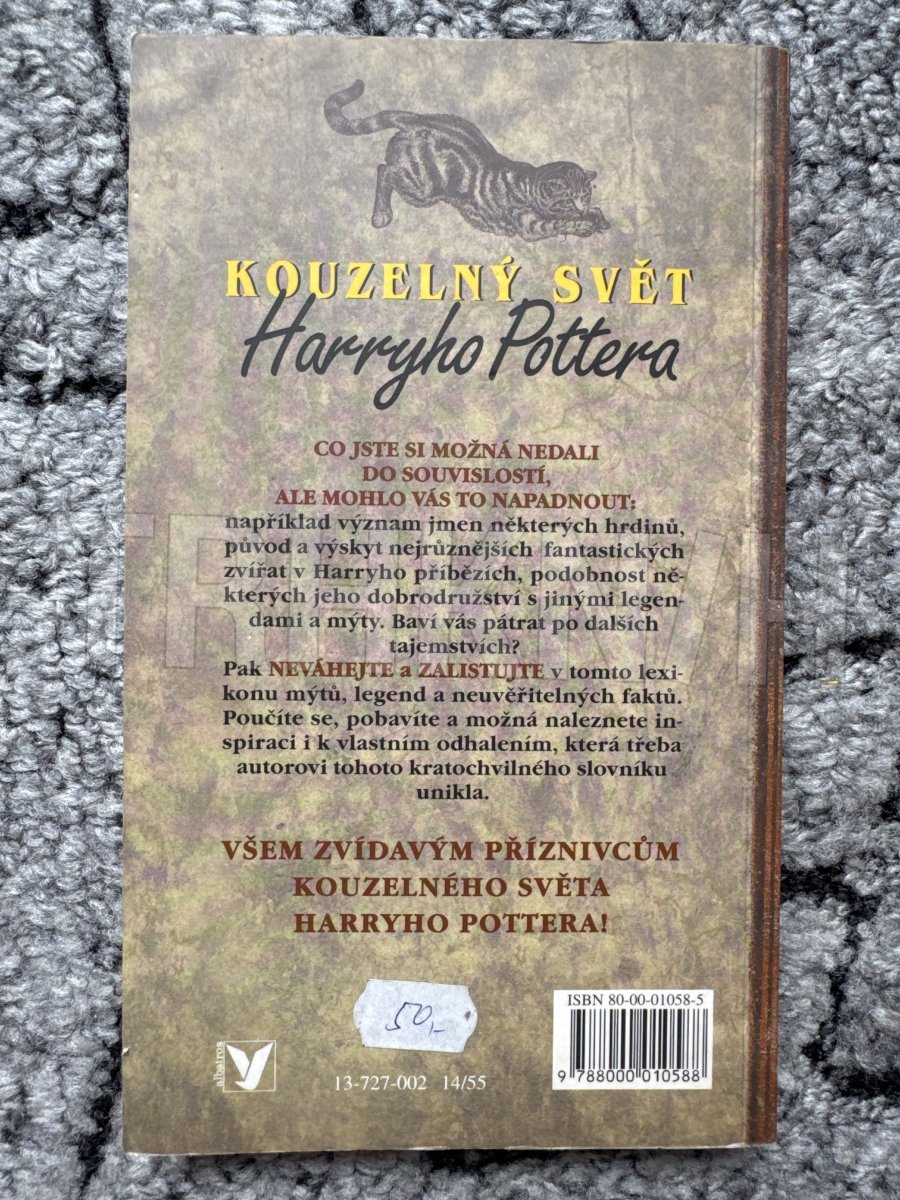 KOUZELNÝ SVĚT
Harryho Pottera
CO JSTE SI MOŽNÁ NEDALI
DO SOUVISLOSTÍ,
ALE MOHLO VÁS TO NAPADNOUT:
například význam jmen některých hrdinů,
původ a výskyt nejrůznějších fantastických
zvířat v Harryho příbězích, podobnost ně-
kterých jeho dobrodružství s jinými legen-
dami a mýty. Baví vás pátrat po dalších
tajemstvích?
Pak NEVÁHEJTE a ZALISTUJTE v tomto lexi-
konu mýtů, legend a neuvěřitelných faktů.
Poučíte se, pobavíte a možná naleznete in-
spiraci i k vlastním odhalením, která třeba
autorovi tohoto kratochvilného slovníku
unikla.
VŠEM ZVÍDAVÝM PŘÍZNIVCŮM
KOUZELNÉHO SVĚTA
HARRYHO POTTERA!
50,-
albatros
13-727-002 14/55
ISBN 80-00-01058-5
9 788000 010588